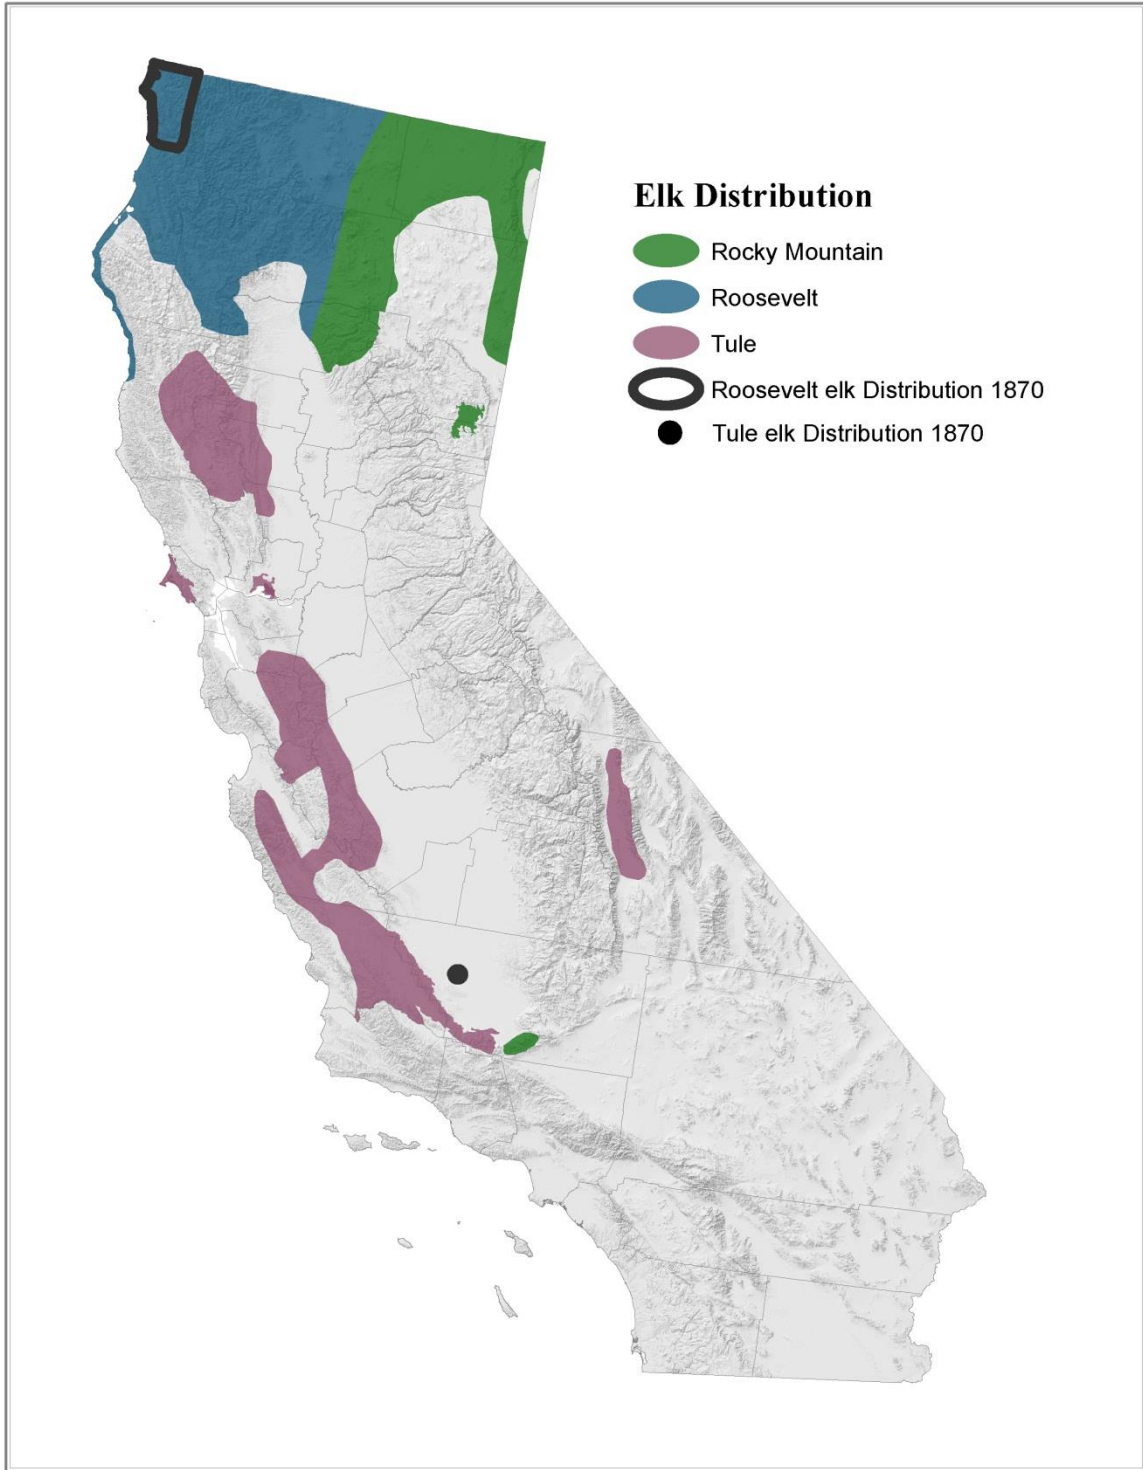 Elk Distribution
Rocky Mountain
Roosevelt
Tule
Roosevelt elk Distribution 1870
Tule elk Distribution 1870